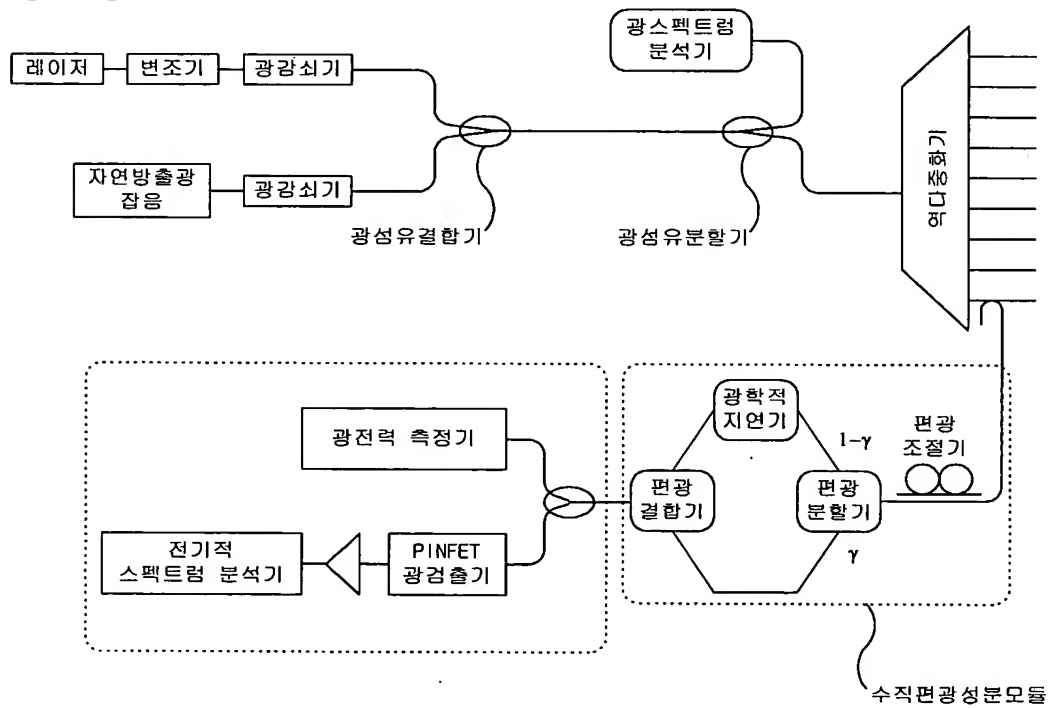 광스펙트럼
분석기
레이저
변조기
광감쇠기
자연방출광
잡음
광감쇠기
광섬유결합기
광섬유분할기
역다중화기
광전력 측정기
전기적
스펙트럼 분석기
PINFET
광검출기
광학적
지연기
1-γ
편광
조절기
편광
결합기
편광
분할기
γ
수직편광성분모듈